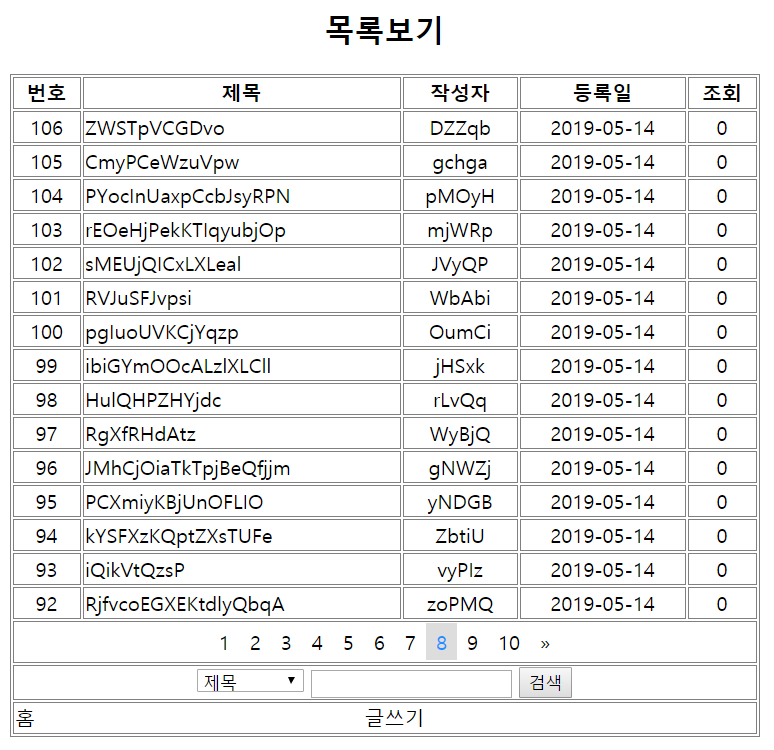 목록보기
번호 제목 작성자 등록일 조회
106 ZWSTpVCGDvo DZZqb 2019-05-14 0
105 CmyPCeWzuVpw gchga 2019-05-14 0
104 PYocInUaxpCcbJsyRPN pMOyH 2019-05-14 0
103 rEOeHjPekKTIqyubjOp mjWRp 2019-05-14 0
102 sMEUjQICxLXLeal JVyQP 2019-05-14 0
101 RVJuSFJvpsi WbAbi 2019-05-14 0
100 pgIuoUVKCjYqzp OumCi 2019-05-14 0
99 ibiGYmOOcALzlXLCll jHSxk 2019-05-14 0
98 HulQHPZHYjdc rLvQq 2019-05-14 0
97 RgXfRHdAtz WyBjQ 2019-05-14 0
96 JMhCjOiaTkTpjBeQfjjm gNWZj 2019-05-14 0
95 PCXmiyKBjUnOFLIO yNDGB 2019-05-14 0
94 kYSFXzKQptZXsTUFe ZbtiU 2019-05-14 0
93 iQikVtQzsP vyPIz 2019-05-14 0
92 RjfvcoEGXEKtdlyQbqA zoPMQ 2019-05-14 0
1 2 3 4 5 6 7 8 9 10 »
제목 검색
홈 글쓰기